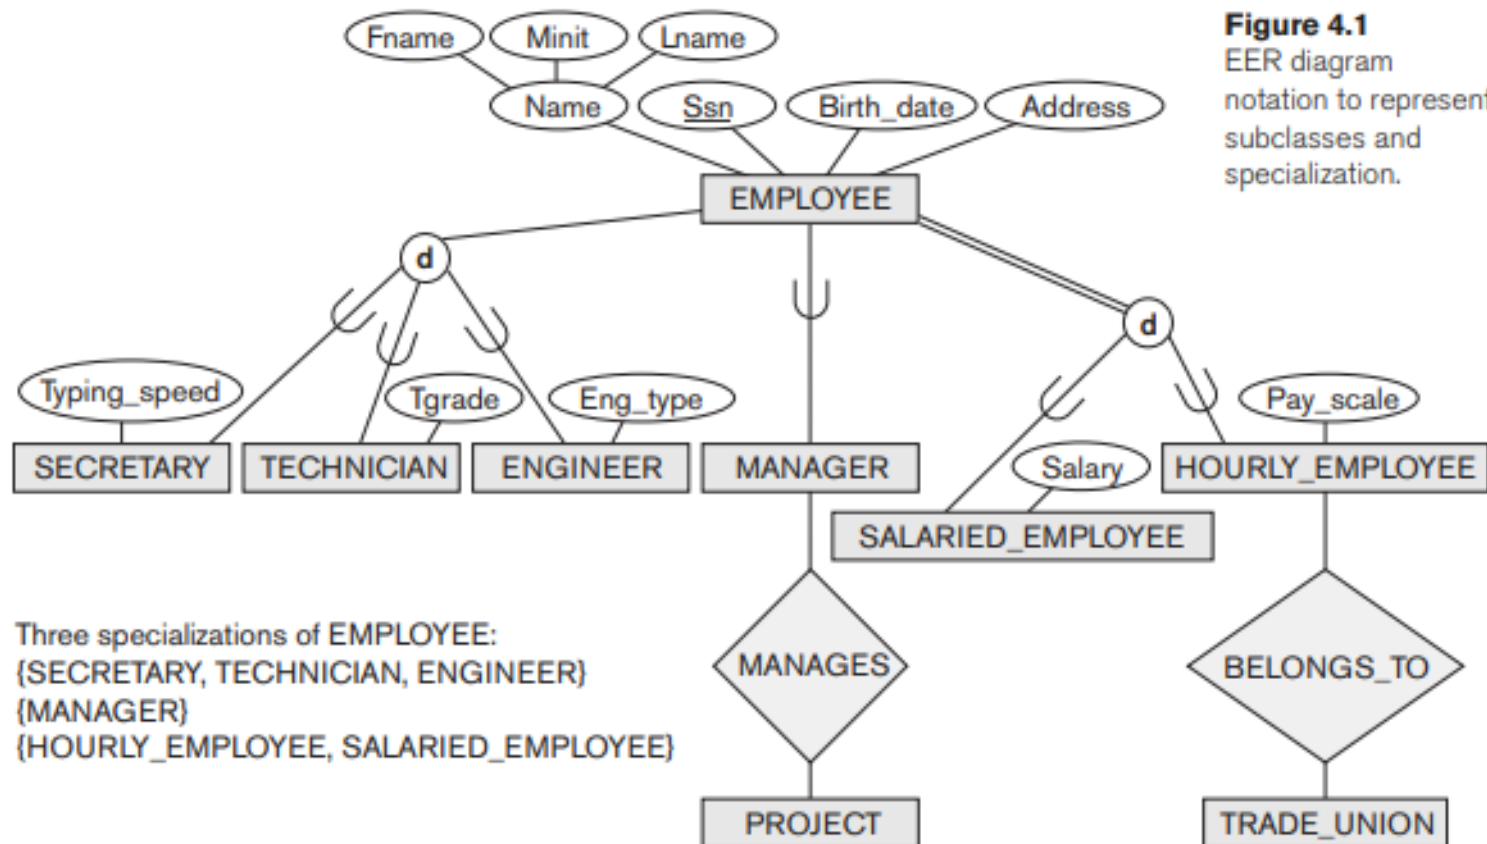 Figure 4.1
EER diagram
notation to represent
subclasses and
specialization.
Fname Minit Lname
Name Ssn Birth_date Address
EMPLOYEE
d
d
Typing_speed Tgrade Eng_type Pay_scale
SECRETARY TECHNICIAN ENGINEER MANAGER Salary HOURLY_EMPLOYEE
SALARIED_EMPLOYEE
Three specializations of EMPLOYEE:
{SECRETARY, TECHNICIAN, ENGINEER}
{MANAGER}
{HOURLY_EMPLOYEE, SALARIED_EMPLOYEE}
MANAGES BELONGS_TO
PROJECT TRADE_UNION